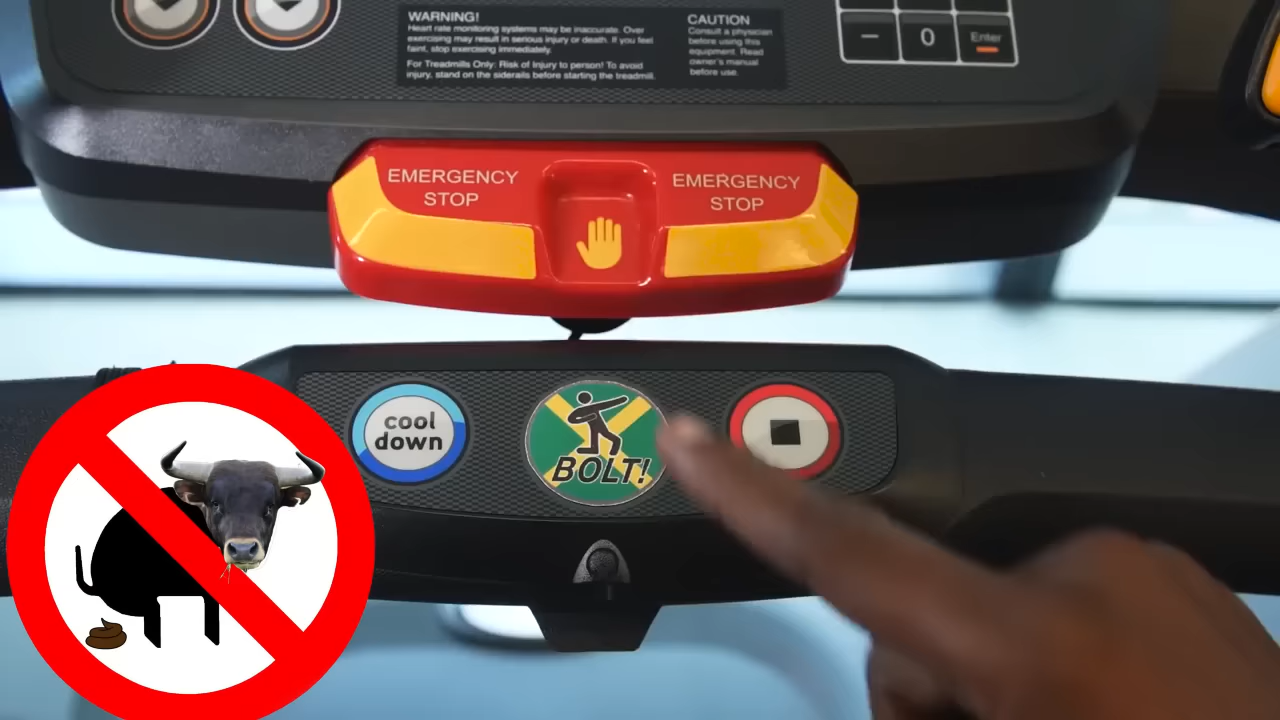 WARNING!
Heart rate monitoring systems may be inaccurate. Over
exercising may result in serious injury or death. If you feel
faint, stop exercising immediately.
For Treadmills Only: Risk of Injury to person! To avoid
injury, stand on the siderails before starting the treadmill.
CAUTION
Consult a physician
before using this
equipment. Read
owner's manual
before use.
0
Enter
EMERGENCY
STOP
EMERGENCY
STOP
cool
down
BOLT!